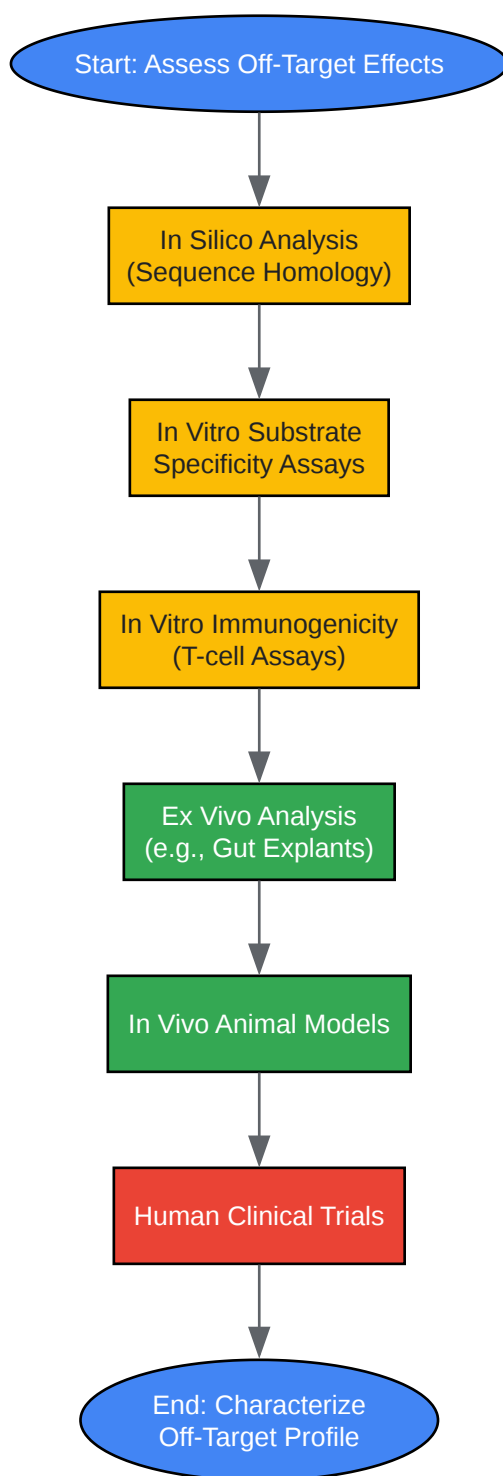 Start: Assess Off-Target Effects
In Silico Analysis
(Sequence Homology)
In Vitro Substrate
Specificity Assays
In Vitro Immunogenicity
(T-cell Assays)
Ex Vivo Analysis
(e.g., Gut Explants)
In Vivo Animal Models
Human Clinical Trials
End: Characterize
Off-Target Profile